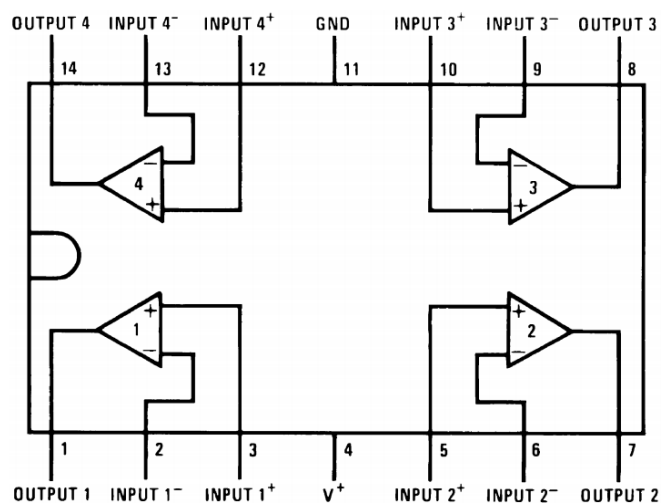 OUTPUT 4 INPUT 4⁻ INPUT 4⁺ GND INPUT 3⁺ INPUT 3⁻ OUTPUT 3
14 13 12 11 10 9 8
− −
4 3
+ +
+ +
1 2
− −
1 2 3 4 5 6 7
OUTPUT 1 INPUT 1⁻ INPUT 1⁺ V⁺ INPUT 2⁺ INPUT 2⁻ OUTPUT 2